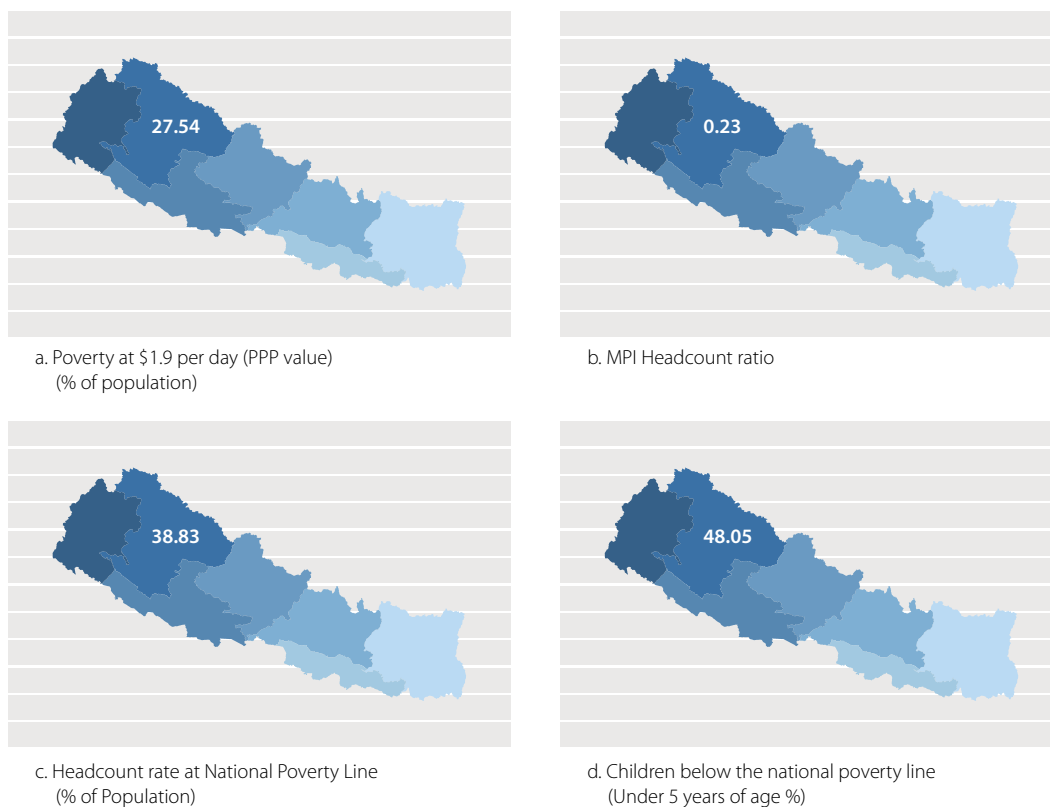 27.54
0.23
a. Poverty at $1.9 per day (PPP value)
(% of population)
b. MPI Headcount ratio
38.83
48.05
c. Headcount rate at National Poverty Line
(% of Population)
d. Children below the national poverty line
(Under 5 years of age %)